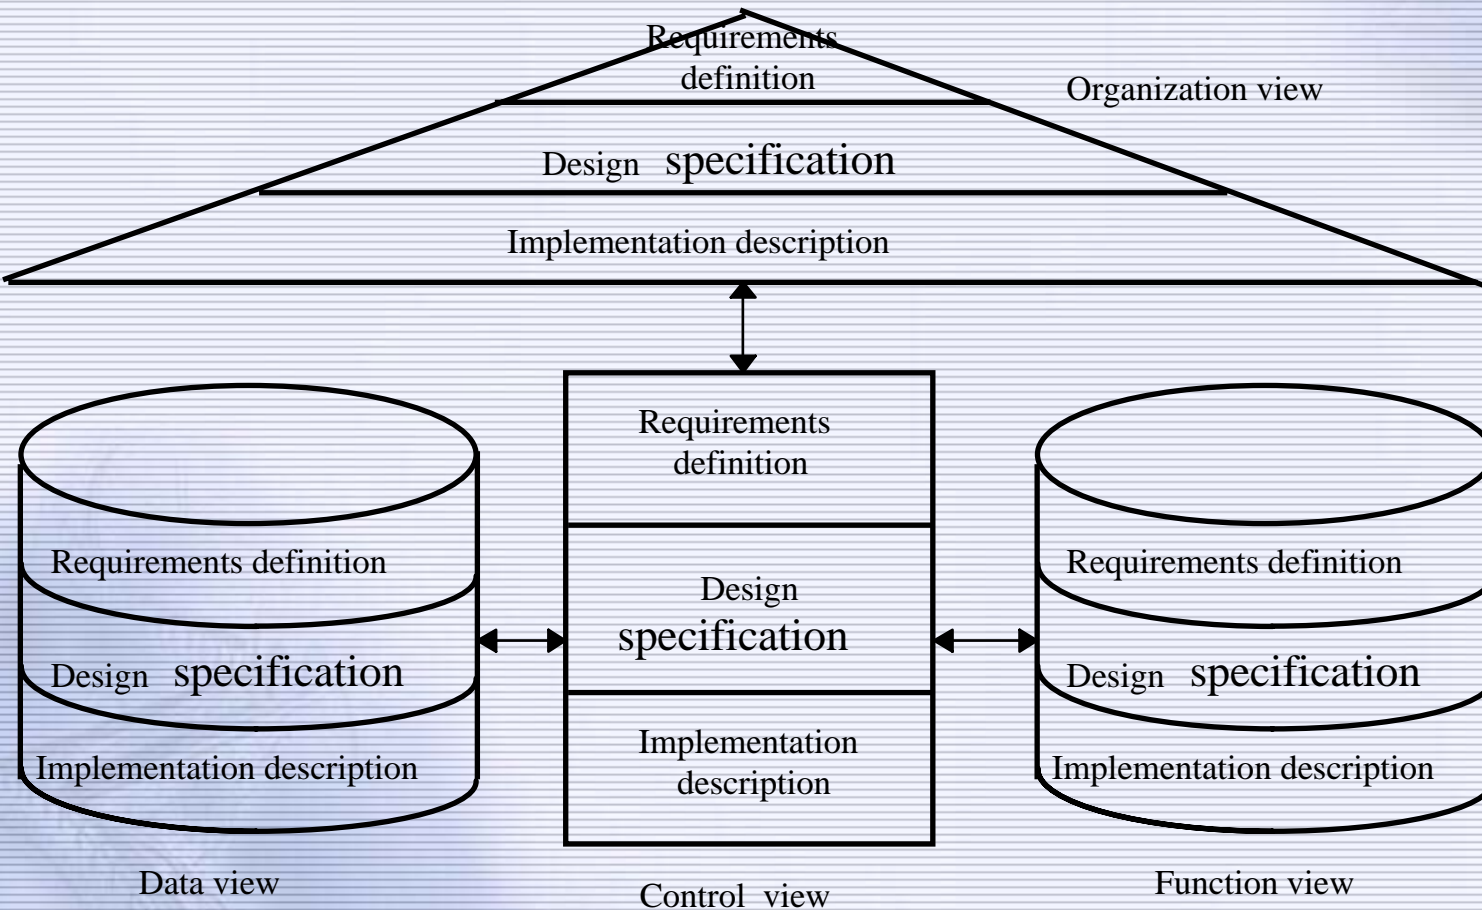 Requirements
definition
Organization view
Design specification
Implementation description
Requirements definition
Design specification
Implementation description
Data view
Requirements
definition
Design
specification
Implementation
description
Control view
Requirements definition
Design specification
Implementation description
Function view